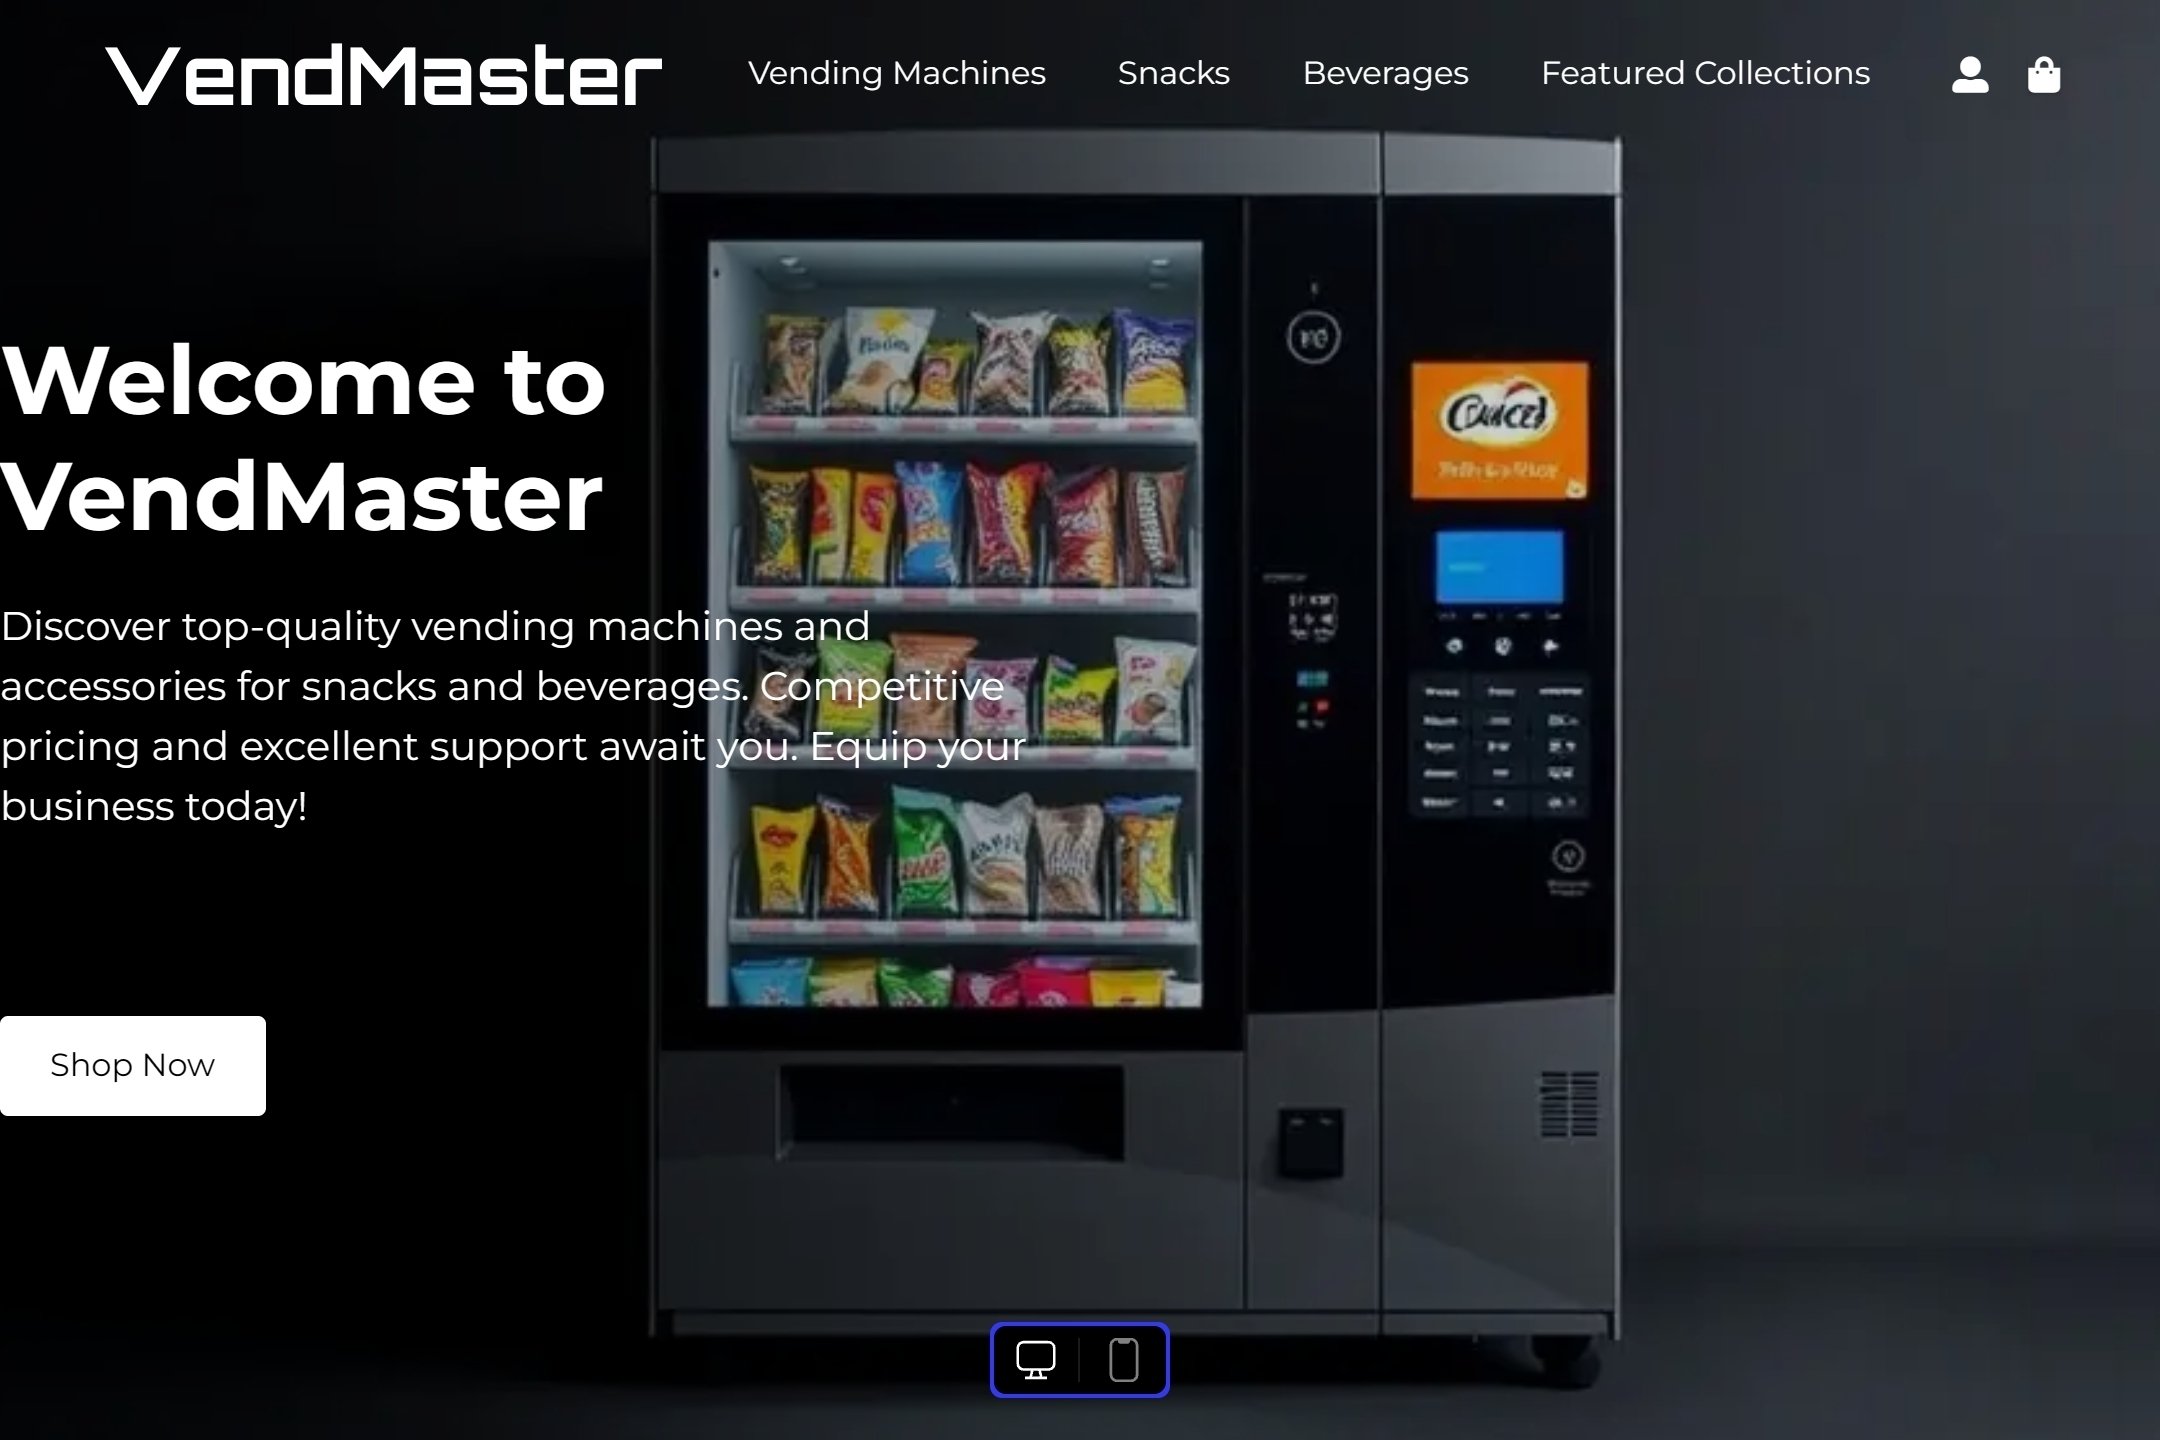 VendMaster
Vending Machines
Snacks
Beverages
Featured Collections
Welcome to
VendMaster
Discover top-quality vending machines and
accessories for snacks and beverages. Competitive
pricing and excellent support await you. Equip your
business today!
Shop Now